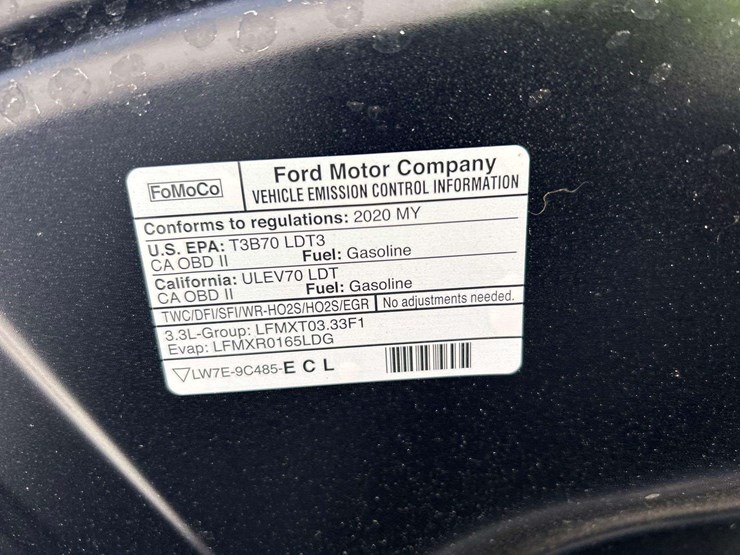 FoMoCo
Ford Motor Company
VEHICLE EMISSION CONTROL INFORMATION
Conforms to regulations: 2020 MY
U.S. EPA: T3B70 LDT3
CA OBD II Fuel: Gasoline
California: ULEV70 LDT
CA OBD II Fuel: Gasoline
TWC/DFI/SFI/WR-HO2S/HO2S/EGR No adjustments needed.
3.3L-Group: LFMXT03.33F1
Evap: LFMXR0165LDG
LW7E-9C485-E C L